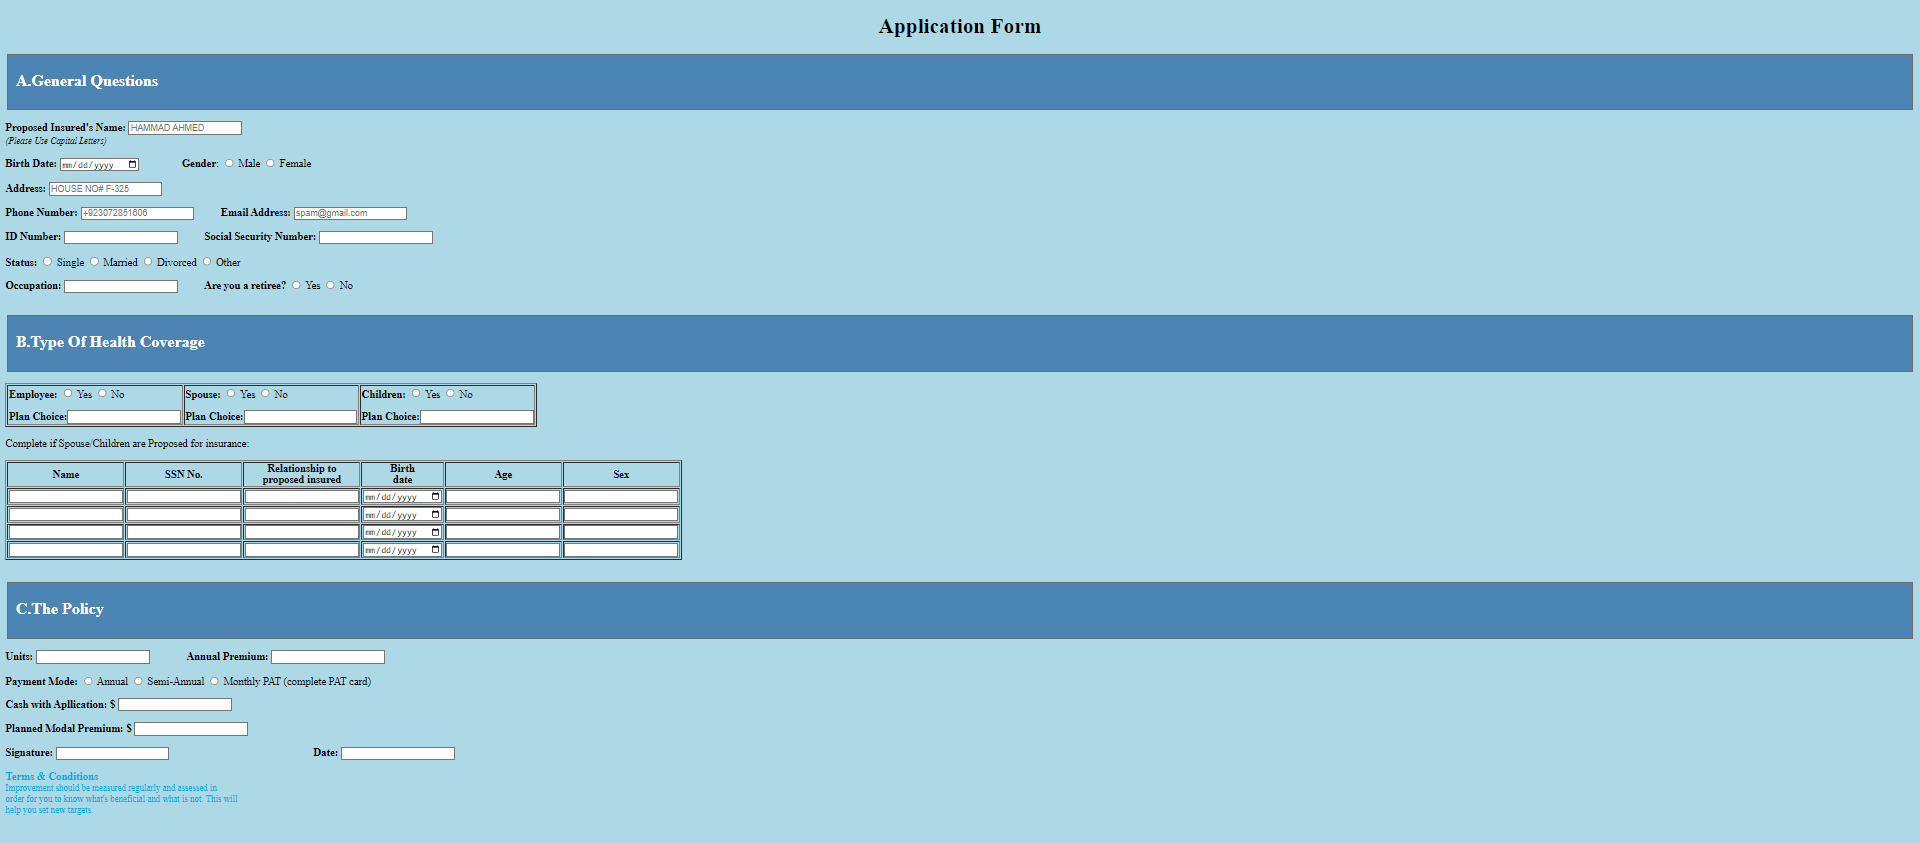 Application Form
A.General Questions
Proposed Insured's Name: HAMMAD AHMED
(Please Use Capital Letters)
Birth Date: mm/dd/yyyy Gender: Male Female
Address: HOUSE NO# F-325
Phone Number: +923072851606 Email Address: spam@gmail.com
ID Number: Social Security Number:
Status: Single Married Divorced Other
Occupation: Are you a retiree? Yes No
B.Type Of Health Coverage
Employee: Yes No Spouse: Yes No Children: Yes No
Plan Choice: Plan Choice: Plan Choice:
Complete if Spouse/Children are Proposed for insurance:
Name SSN No. Relationship to proposed insured Birth date Age Sex
mm/dd/yyyy
mm/dd/yyyy
mm/dd/yyyy
mm/dd/yyyy
C.The Policy
Units: Annual Premium:
Payment Mode: Annual Semi-Annual Monthly PAT (complete PAT card)
Cash with Apllication: $
Planned Modal Premium: $
Signature: Date:
Terms & Conditions
Improvement should be measured regularly and assessed in
order for you to know what's beneficial and what is not. This will
help you set new targets.